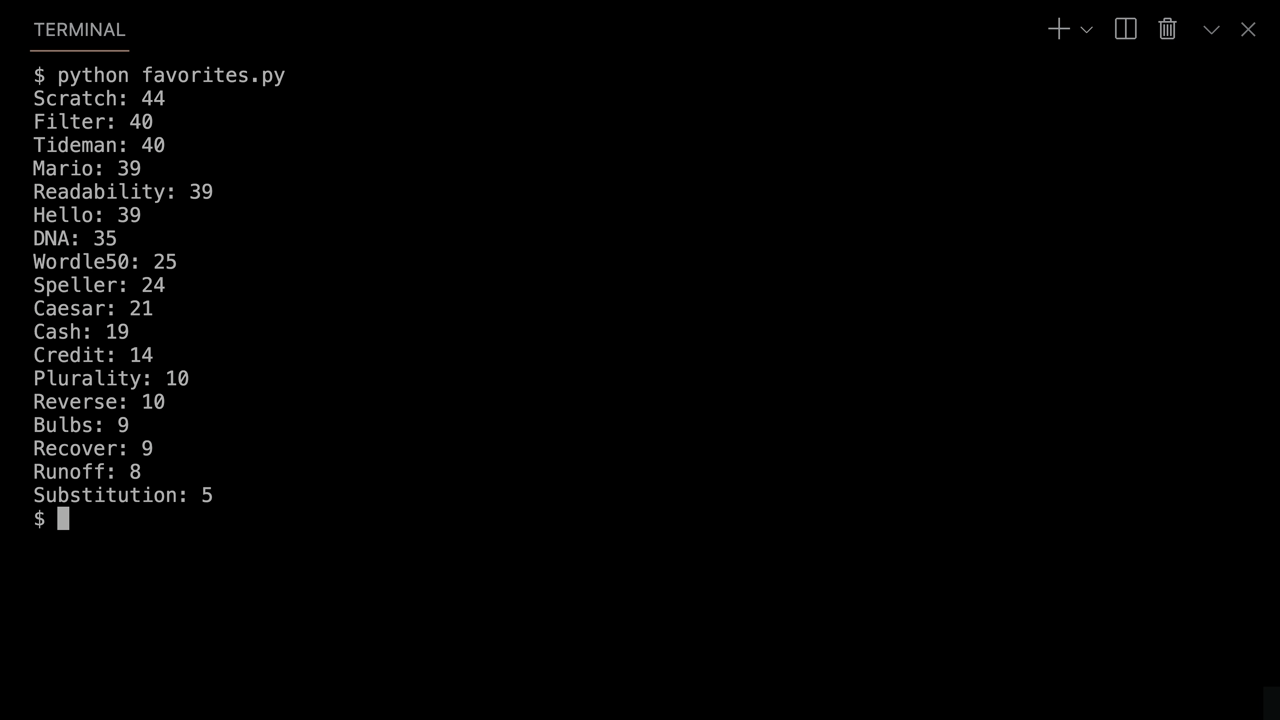 TERMINAL
$ python favorites.py
Scratch: 44
Filter: 40
Tideman: 40
Mario: 39
Readability: 39
Hello: 39
DNA: 35
Wordle50: 25
Speller: 24
Caesar: 21
Cash: 19
Credit: 14
Plurality: 10
Reverse: 10
Bulbs: 9
Recover: 9
Runoff: 8
Substitution: 5
$